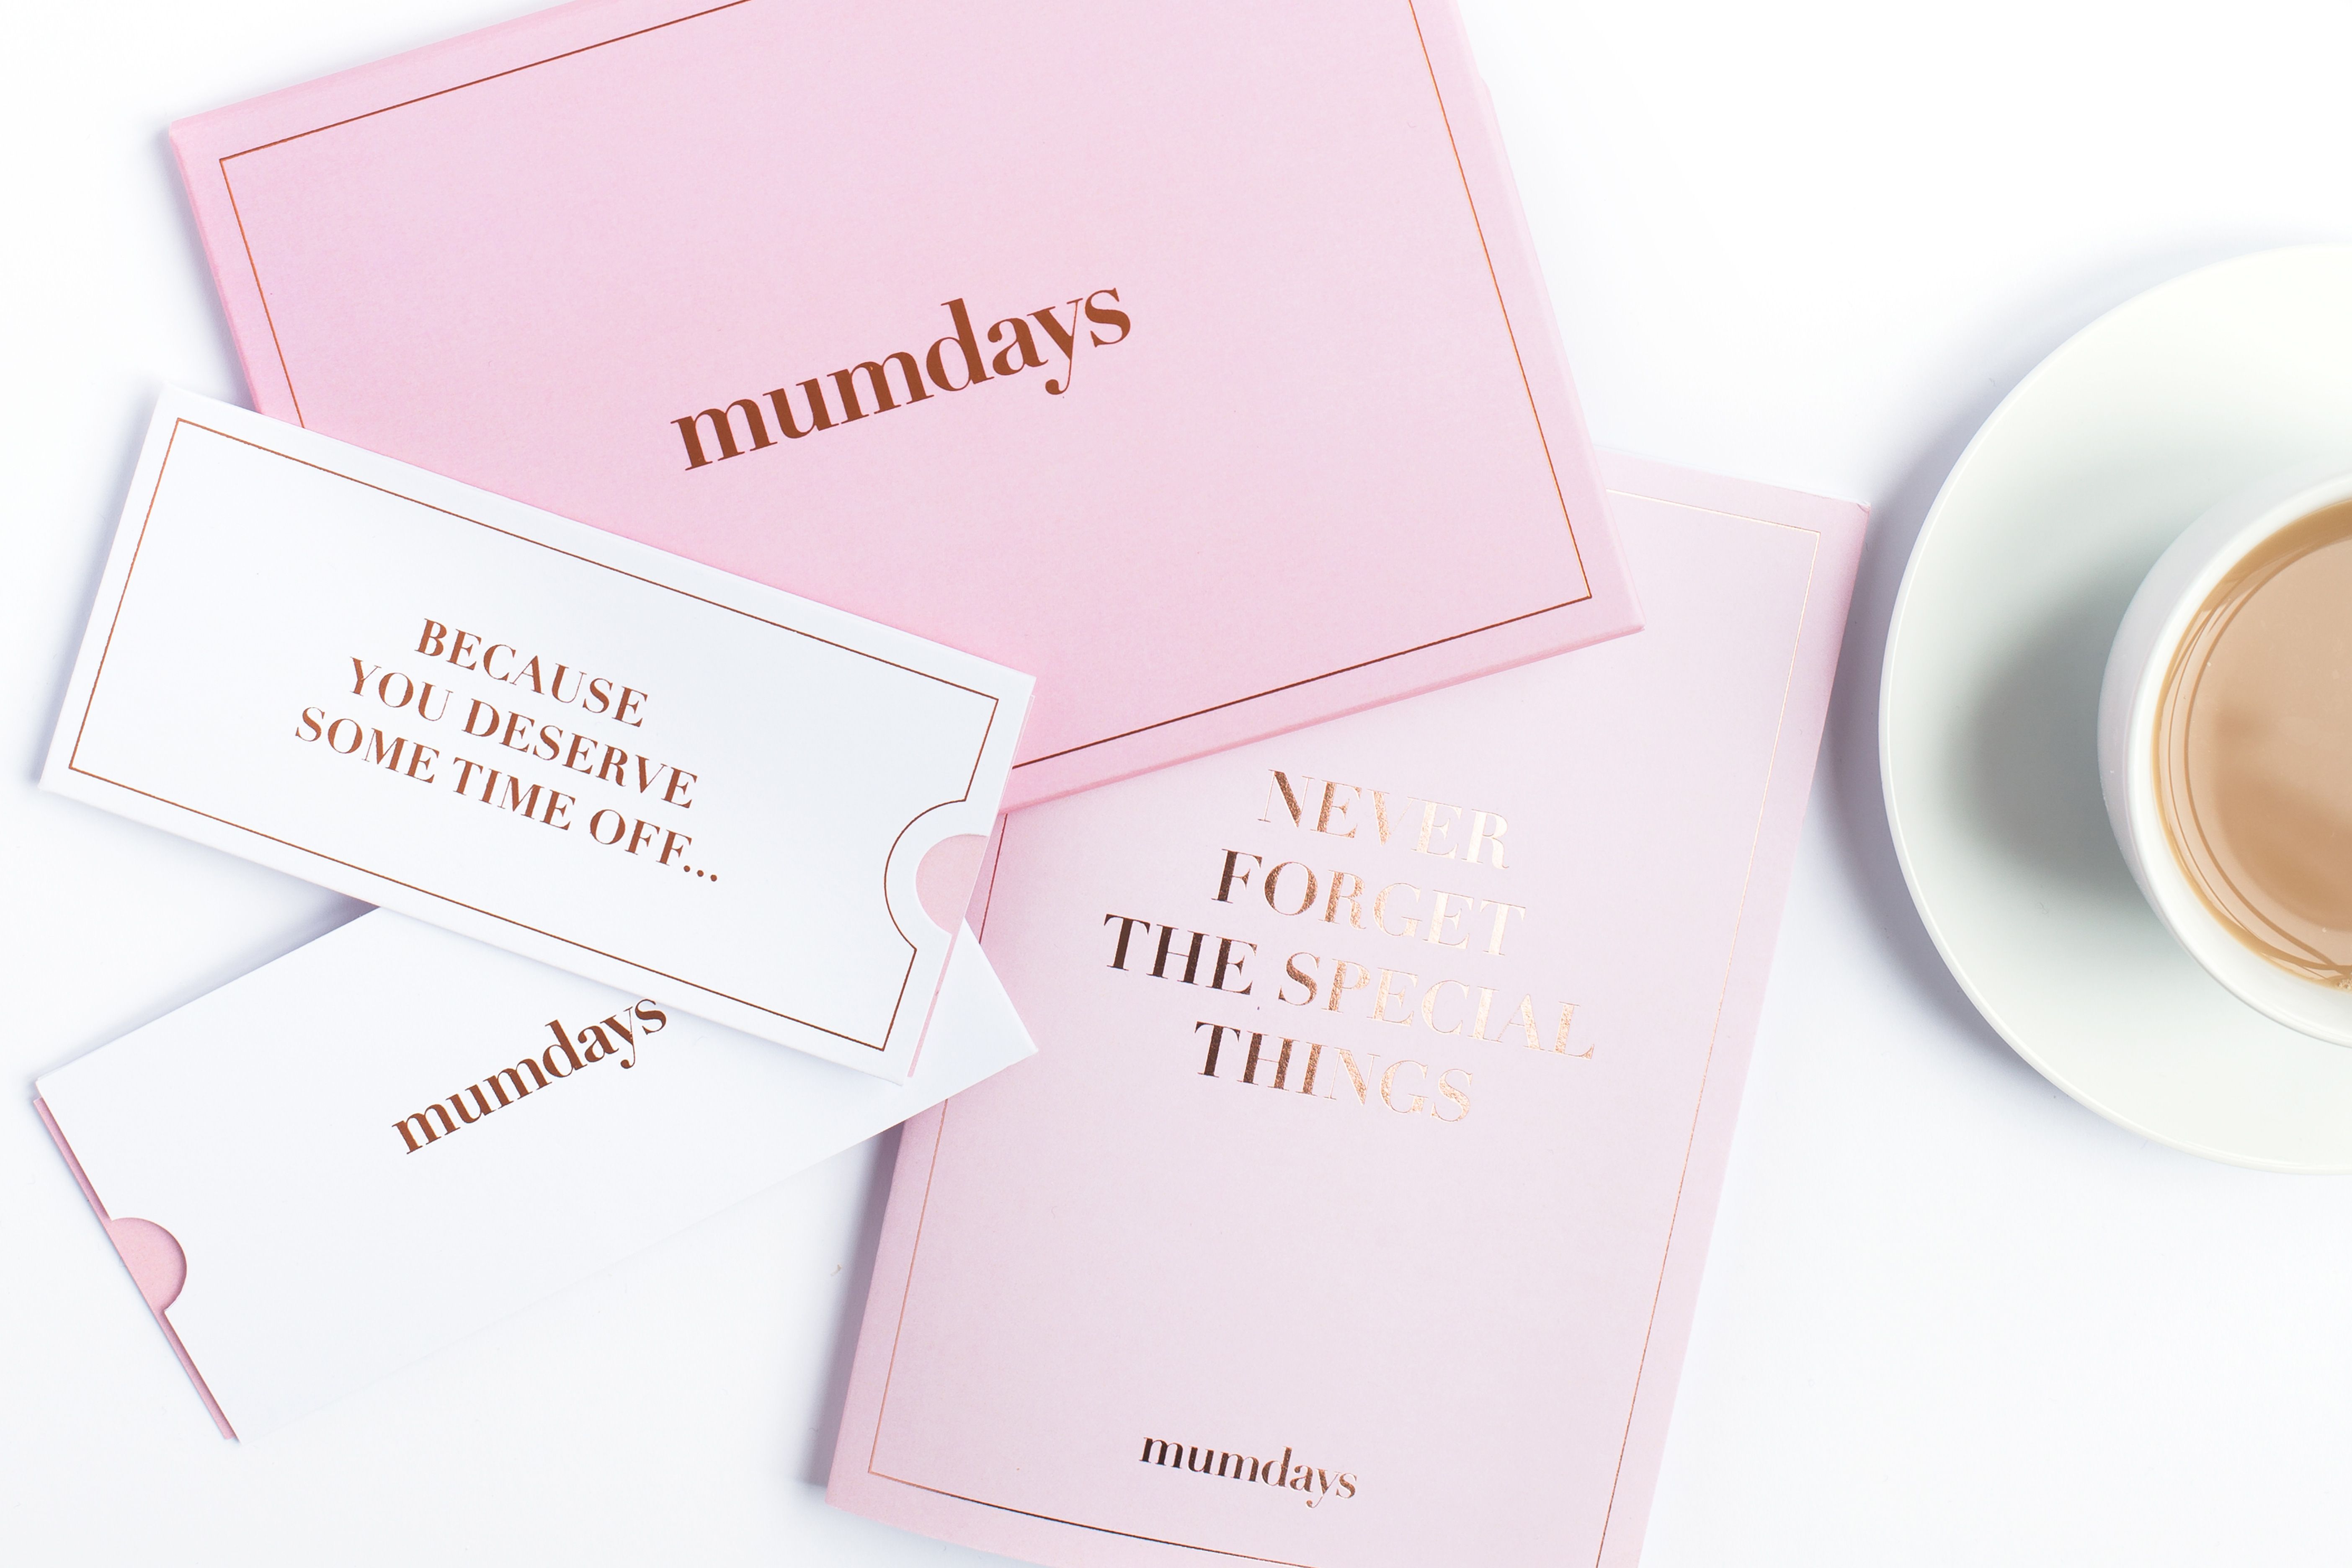 mumdays
BECAUSE
YOU DESERVE
SOME TIME OFF...
mumdays
NEVER
FORGET
THE SPECIAL
THINGS
mumdays